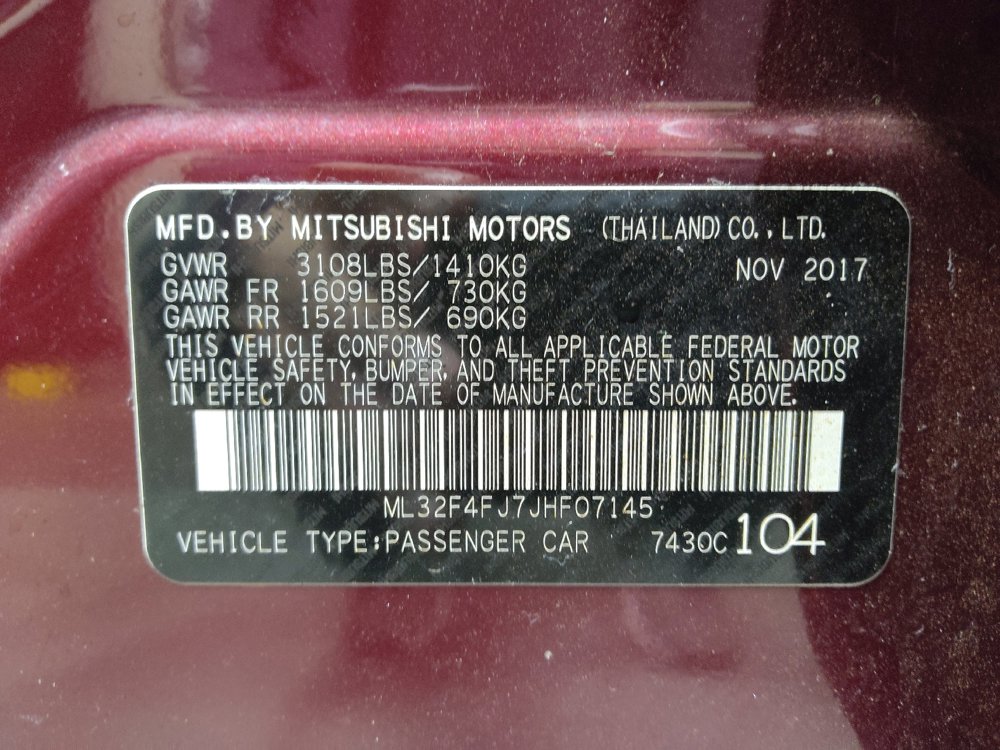 MFD.BY MITSUBISHI MOTORS (THAILAND) CO., LTD.
GVWR 3108LBS/1410KG NOV 2017
GAWR FR 1609LBS/ 730KG
GAWR RR 1521LBS/ 690KG
THIS VEHICLE CONFORMS TO ALL APPLICABLE FEDERAL MOTOR
VEHICLE SAFETY, BUMPER, AND THEFT PREVENTION STANDARDS
IN EFFECT ON THE DATE OF MANUFACTURE SHOWN ABOVE.
ML32F4FJ7JHF07145
VEHICLE TYPE:PASSENGER CAR 7430C 104